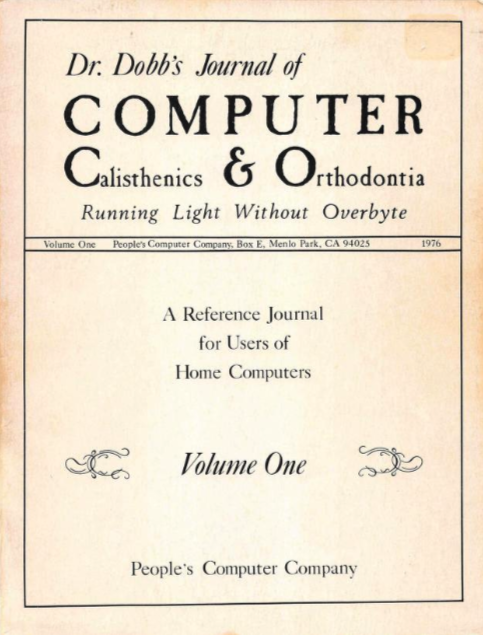 Dr. Dobb's Journal of
COMPUTER
Calisthenics & Orthodontia
Running Light Without Overbyte
Volume One People's Computer Company, Box E, Menlo Park, CA 94025 1976
A Reference Journal
for Users of
Home Computers
Volume One
People's Computer Company